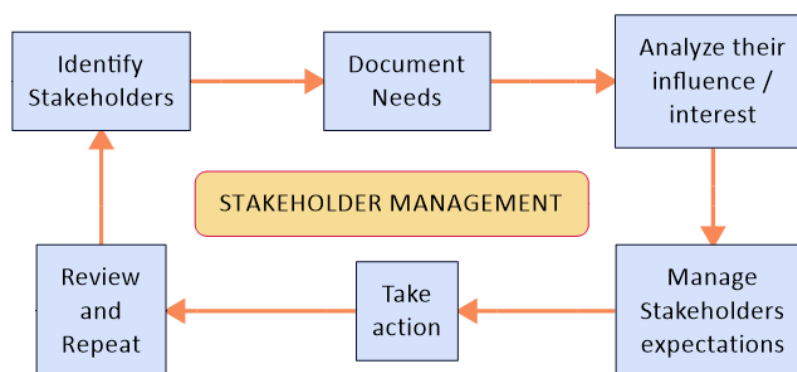 Identify
Stakeholders
Document
Needs
Analyze their
influence /
interest
STAKEHOLDER MANAGEMENT
Review
and
Repeat
Take
action
Manage
Stakeholders
expectations